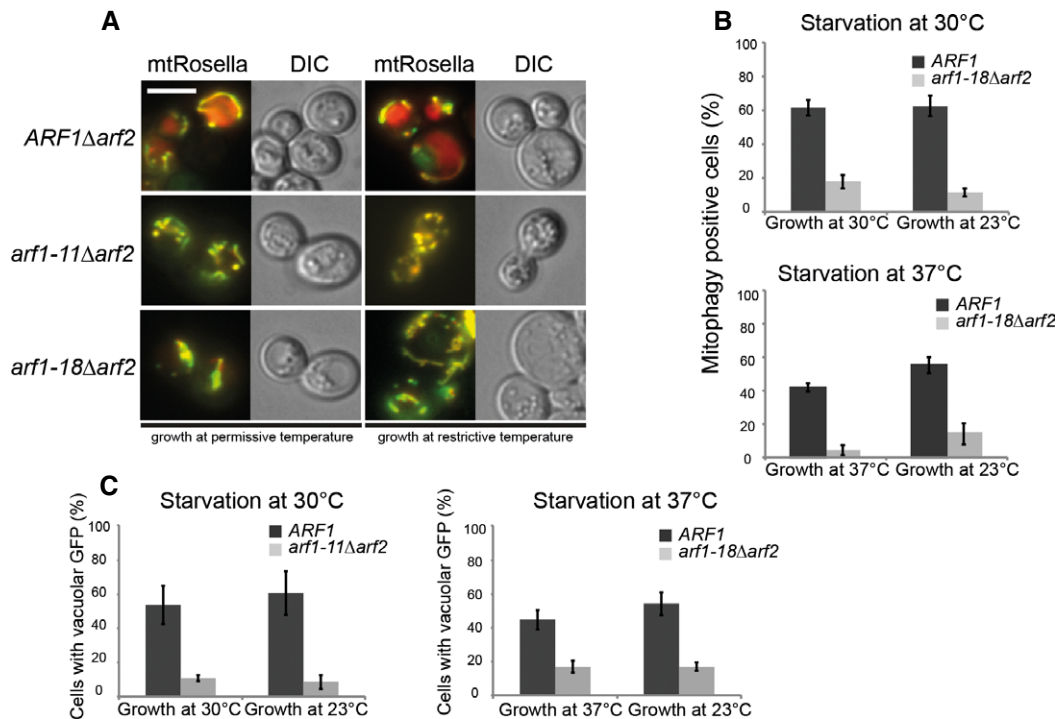 A
mtRosella DIC mtRosella DIC
ARF1Δarf2
arf1-11Δarf2
arf1-18Δarf2
growth at permissive temperature growth at restrictive temperature
B
Starvation at 30°C
Mitophagy positive cells (%)
100
80
60
40
20
0
ARF1
arf1-18Δarf2
Growth at 30°C Growth at 23°C
Starvation at 37°C
100
80
60
40
20
0
ARF1
arf1-18Δarf2
Growth at 37°C Growth at 23°C
C
Starvation at 30°C
Cells with vacuolar GFP (%)
100
80
60
40
20
0
ARF1
arf1-11Δarf2
Growth at 30°C Growth at 23°C
Starvation at 37°C
Cells with vacuolar GFP (%)
100
80
60
40
20
0
ARF1
arf1-18Δarf2
Growth at 37°C Growth at 23°C